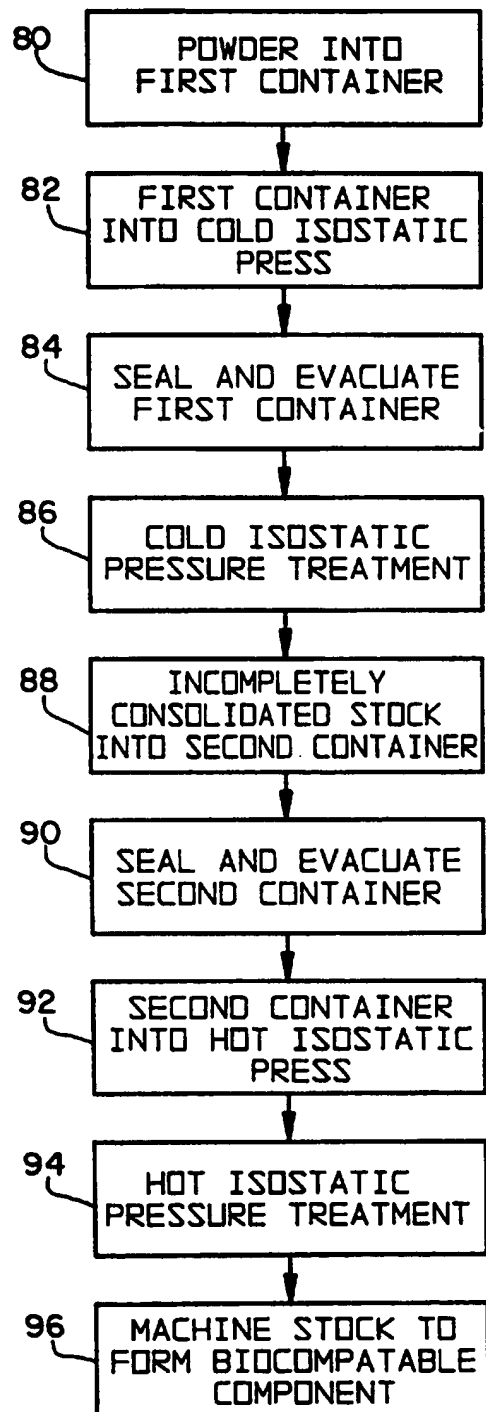 80
POWDER INTO
FIRST CONTAINER
82
FIRST CONTAINER
INTO COLD ISOSTATIC
PRESS
84
SEAL AND EVACUATE
FIRST CONTAINER
86
COLD ISOSTATIC
PRESSURE TREATMENT
88
INCOMPLETELY
CONSOLIDATED STOCK
INTO SECOND CONTAINER
90
SEAL AND EVACUATE
SECOND CONTAINER
92
SECOND CONTAINER
INTO HOT ISOSTATIC
PRESS
94
HOT ISOSTATIC
PRESSURE TREATMENT
96
MACHINE STOCK TO
FORM BIOCOMPATABLE
COMPONENT